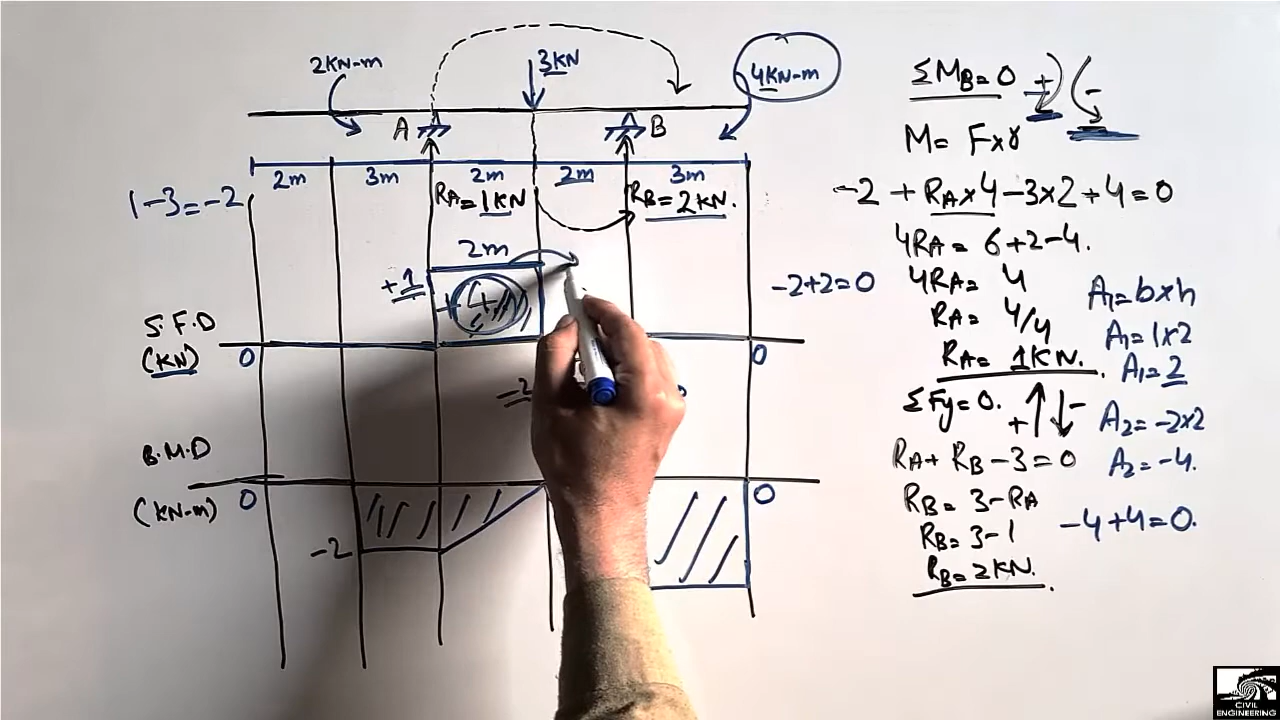 2KN-m
3KN
4KN-m
A
B
2m
3m
2m
2m
3m
RA=1KN
RB=2KN.
1-3=-2
2m
+1
+
-2+2=0
S.F.D
(KN)
0
0
=2
B.M.D
(KN-m)
0
0
-2
ΣMB=0 + -
M= F×r
-2+RA×4-3×2+4=0
4RA= 6+2-4.
4RA= 4
RA= 4/4
RA= 1KN.
ΣFy=0. + -
RA+RB-3=0
RB= 3-RA
RB= 3-1
RB= 2KN.
A1=b×h
A1=1×2
A1=2
A2=-2×2
A2=-4.
-4+4=0.
CIVIL
ENGINEERING